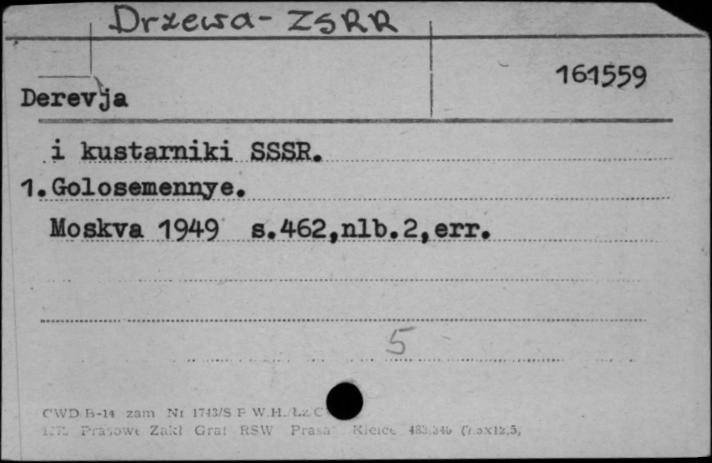 Drzewa - ZSRR
161559
Derevja
i kustarniki SSSR.
1. Golosemennye.
Moskva 1949 s.462,nlb.2,err.
5
CWD B-14 zam Nr 1743/S F W.H. Łz C
Prasowe Zakł Graf RSW Prasa Kielce